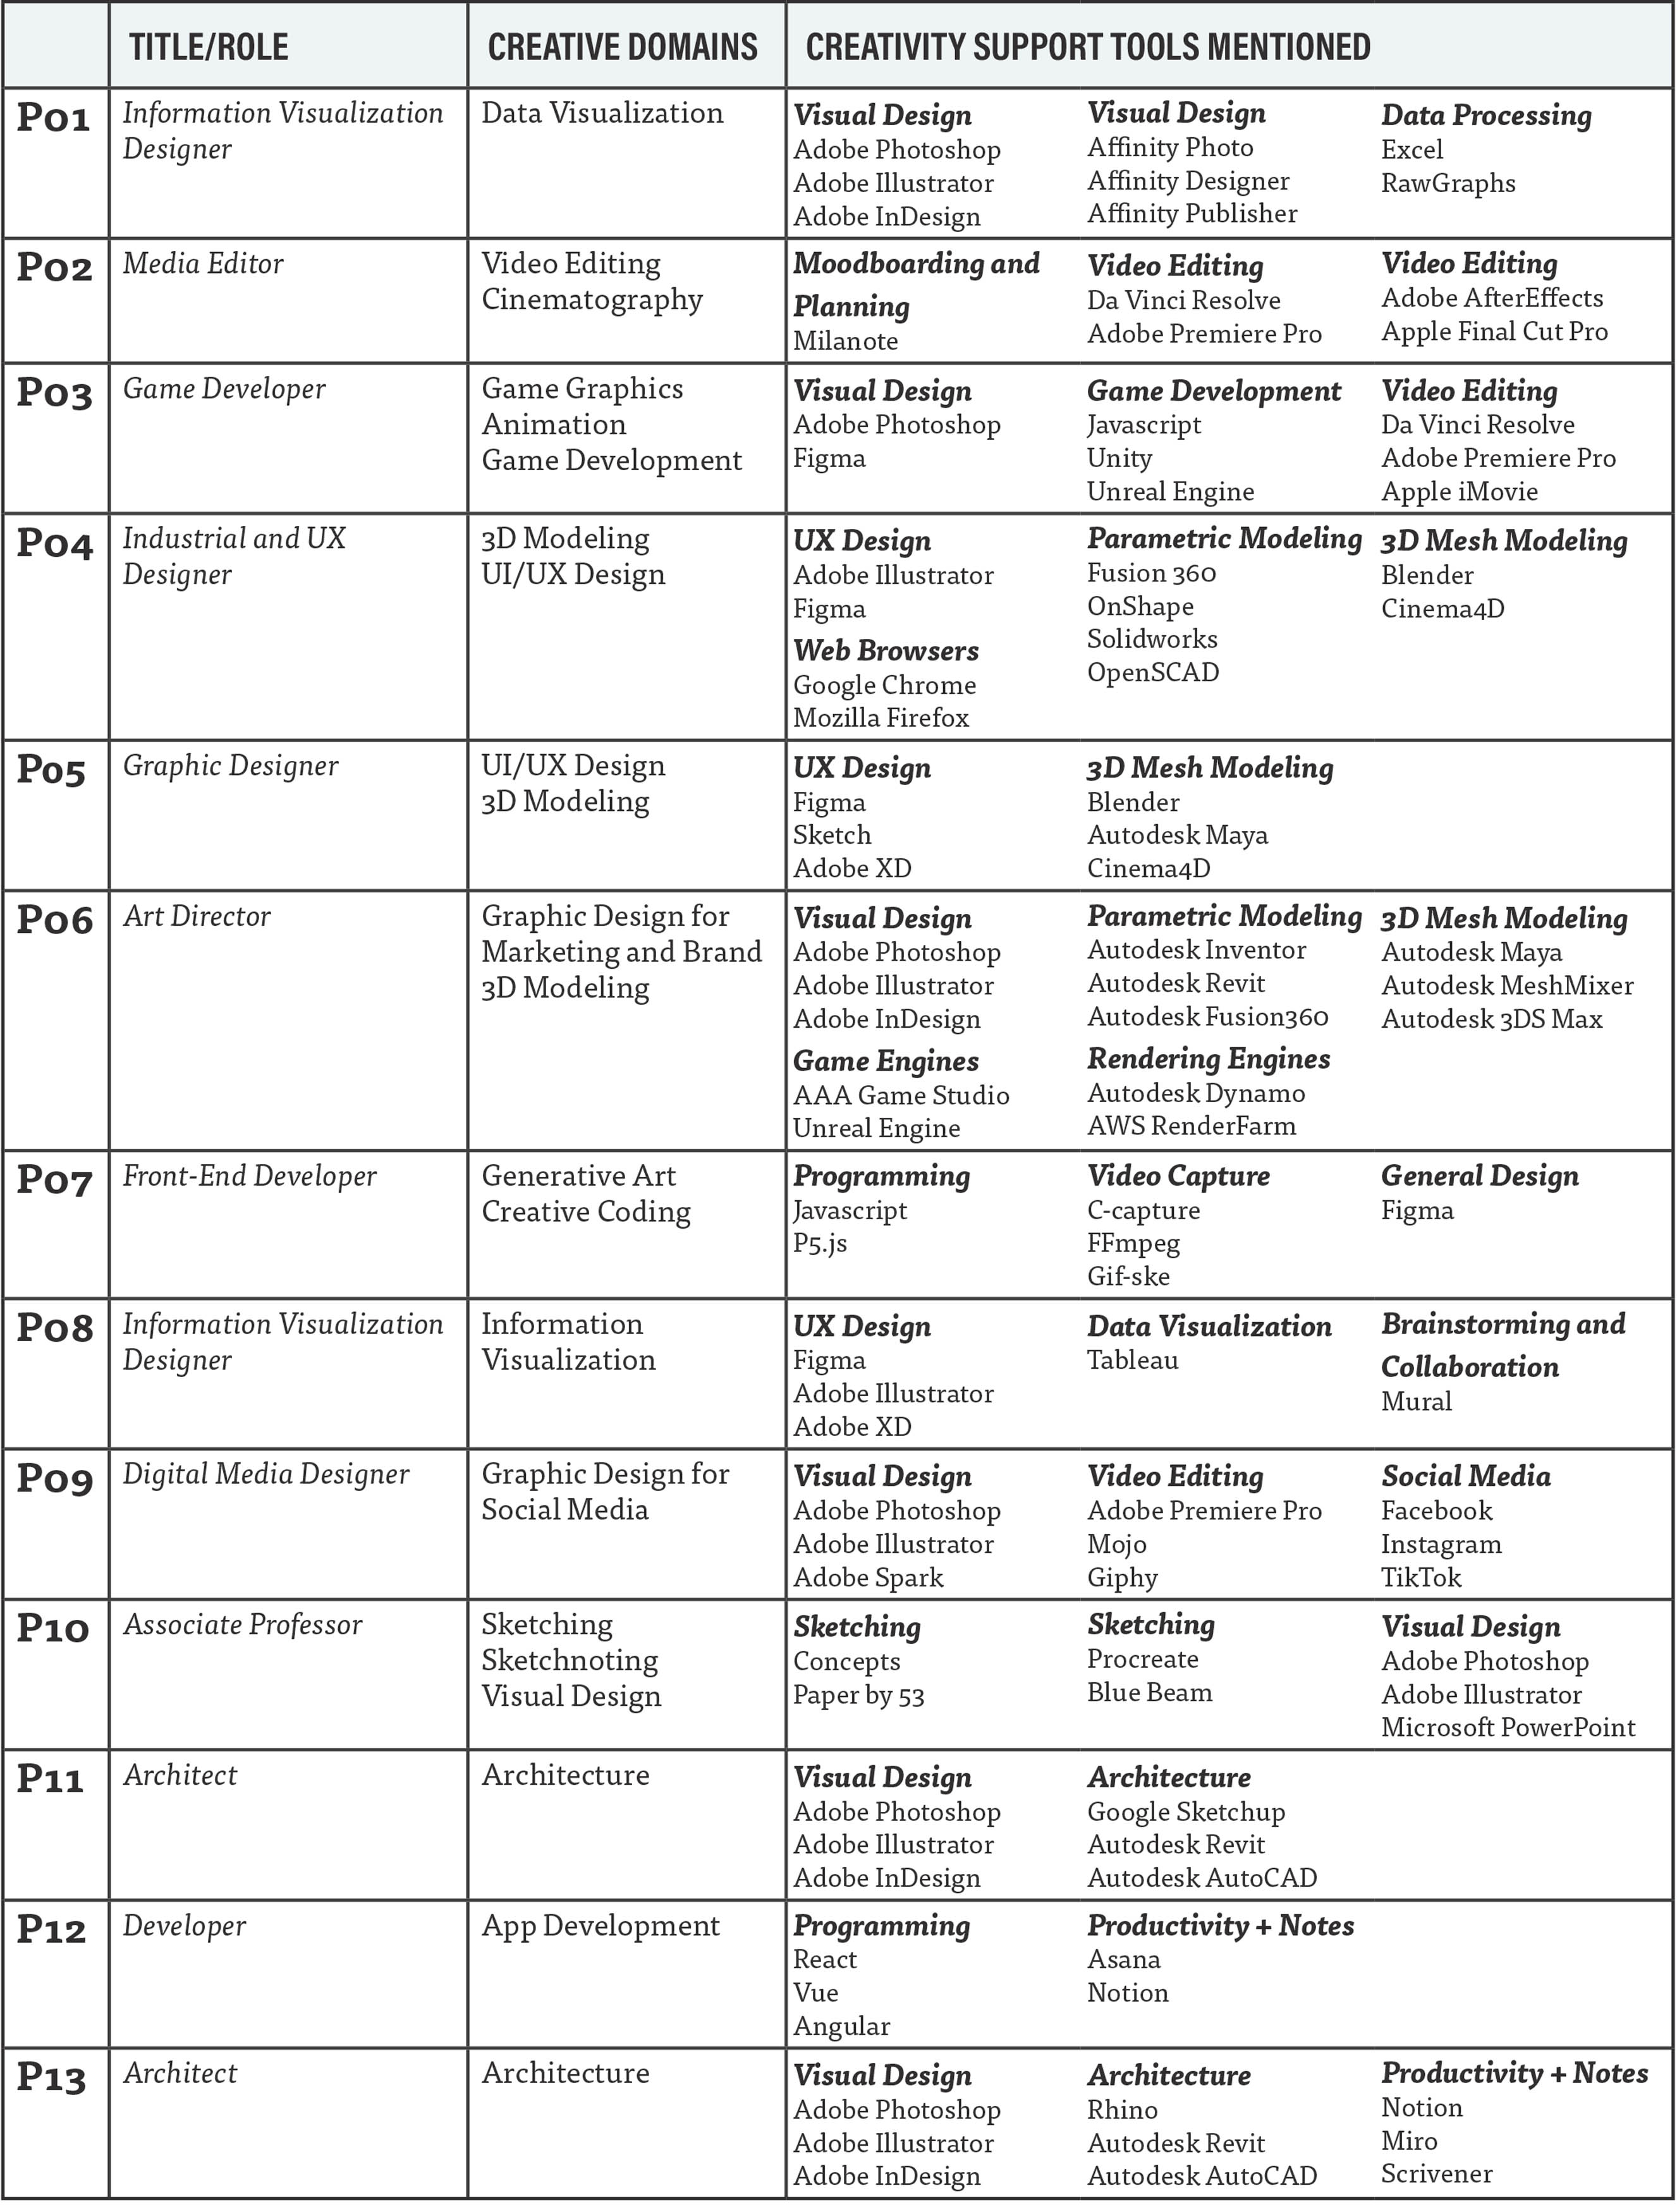 TITLE/ROLE
CREATIVE DOMAINS
CREATIVITY SUPPORT TOOLS MENTIONED
P01
Information Visualization
Designer
Data Visualization
Visual Design
Adobe Photoshop
Adobe Illustrator
Adobe InDesign
Visual Design
Affinity Photo
Affinity Designer
Affinity Publisher
Data Processing
Excel
RawGraphs
P02
Media Editor
Video Editing
Cinematography
Moodboarding and
Planning
Milanote
Video Editing
Da Vinci Resolve
Adobe Premiere Pro
Video Editing
Adobe AfterEffects
Apple Final Cut Pro
P03
Game Developer
Game Graphics
Animation
Game Development
Visual Design
Adobe Photoshop
Figma
Game Development
Javascript
Unity
Unreal Engine
Video Editing
Da Vinci Resolve
Adobe Premiere Pro
Apple iMovie
P04
Industrial and UX
Designer
3D Modeling
UI/UX Design
UX Design
Adobe Illustrator
Figma
Web Browsers
Google Chrome
Mozilla Firefox
Parametric Modeling
Fusion 360
OnShape
Solidworks
OpenSCAD
3D Mesh Modeling
Blender
Cinema4D
P05
Graphic Designer
UI/UX Design
3D Modeling
UX Design
Figma
Sketch
Adobe XD
3D Mesh Modeling
Blender
Autodesk Maya
Cinema4D
P06
Art Director
Graphic Design for
Marketing and Brand
3D Modeling
Visual Design
Adobe Photoshop
Adobe Illustrator
Adobe InDesign
Game Engines
AAA Game Studio
Unreal Engine
Parametric Modeling
Autodesk Inventor
Autodesk Revit
Autodesk Fusion360
Rendering Engines
Autodesk Dynamo
AWS RenderFarm
3D Mesh Modeling
Autodesk Maya
Autodesk MeshMixer
Autodesk 3DS Max
P07
Front-End Developer
Generative Art
Creative Coding
Programming
Javascript
P5.js
Video Capture
C-capture
FFmpeg
Gif-ske
General Design
Figma
P08
Information Visualization
Designer
Information
Visualization
UX Design
Figma
Adobe Illustrator
Adobe XD
Data Visualization
Tableau
Brainstorming and
Collaboration
Mural
P09
Digital Media Designer
Graphic Design for
Social Media
Visual Design
Adobe Photoshop
Adobe Illustrator
Adobe Spark
Video Editing
Adobe Premiere Pro
Mojo
Giphy
Social Media
Facebook
Instagram
TikTok
P10
Associate Professor
Sketching
Sketchnoting
Visual Design
Sketching
Concepts
Paper by 53
Sketching
Procreate
Blue Beam
Visual Design
Adobe Photoshop
Adobe Illustrator
Microsoft PowerPoint
P11
Architect
Architecture
Visual Design
Adobe Photoshop
Adobe Illustrator
Adobe InDesign
Architecture
Google Sketchup
Autodesk Revit
Autodesk AutoCAD
P12
Developer
App Development
Programming
React
Vue
Angular
Productivity + Notes
Asana
Notion
P13
Architect
Architecture
Visual Design
Adobe Photoshop
Adobe Illustrator
Adobe InDesign
Architecture
Rhino
Autodesk Revit
Autodesk AutoCAD
Productivity + Notes
Notion
Miro
Scrivener